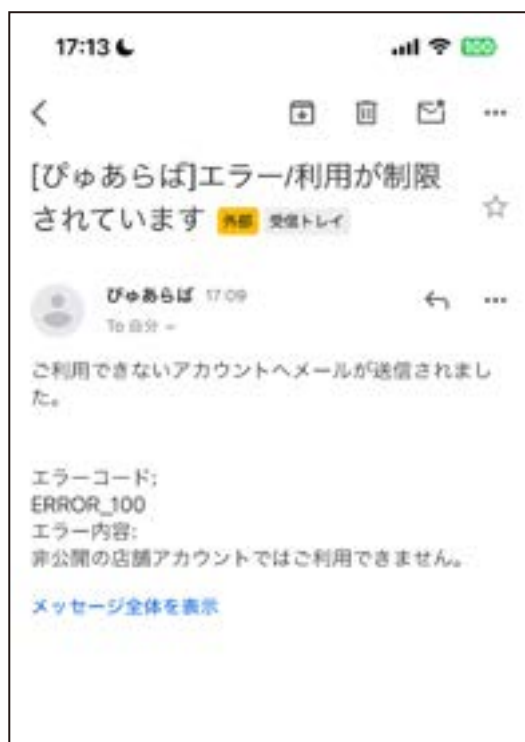 17:13
100
[ぴゅあらば]エラー/利用が制限
されています 外部 受信トレイ
ぴゅあらば 17:09
To 自分
ご利用できないアカウントへメールが送信されまし
た。
エラーコード:
ERROR_100
エラー内容:
非公開の店舗アカウントではご利用できません。
メッセージ全体を表示